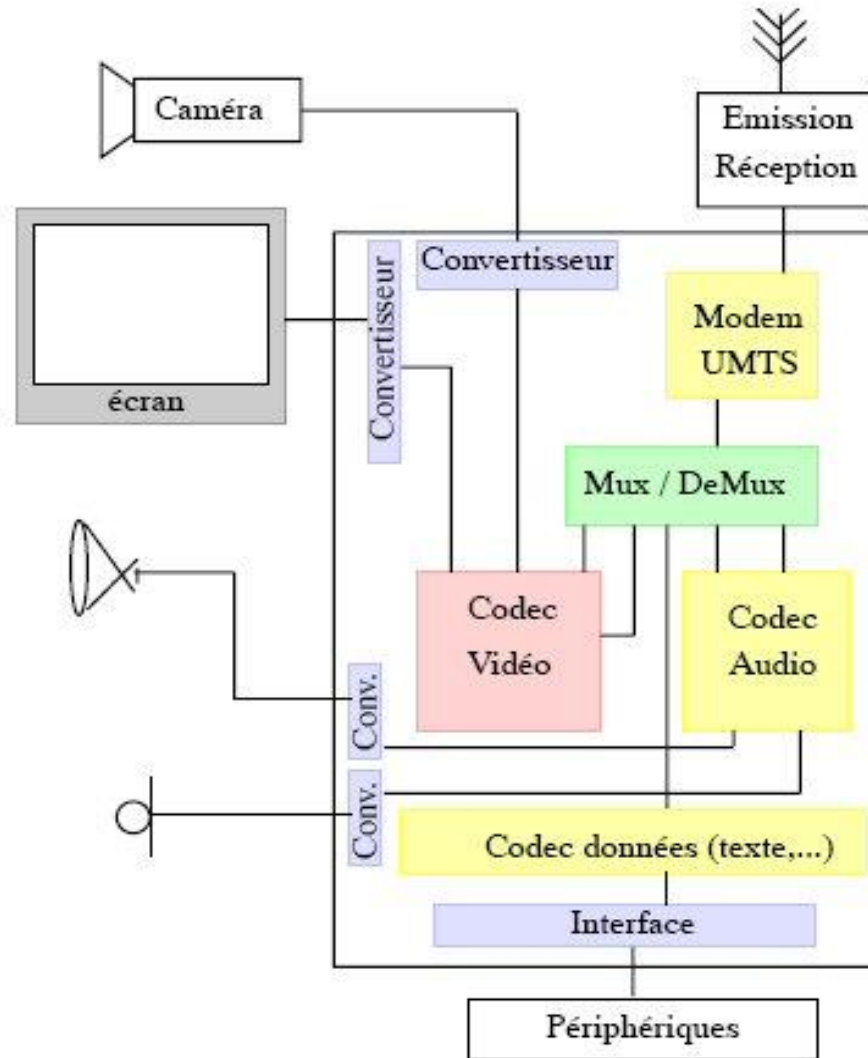 Caméra
Emission
Réception
Convertisseur
Convertisseur
Modem
UMTS
écran
Mux / DeMux
Codec
Vidéo
Codec
Audio
Conv.
Conv.
Codec données (texte,...)
Interface
Périphériques